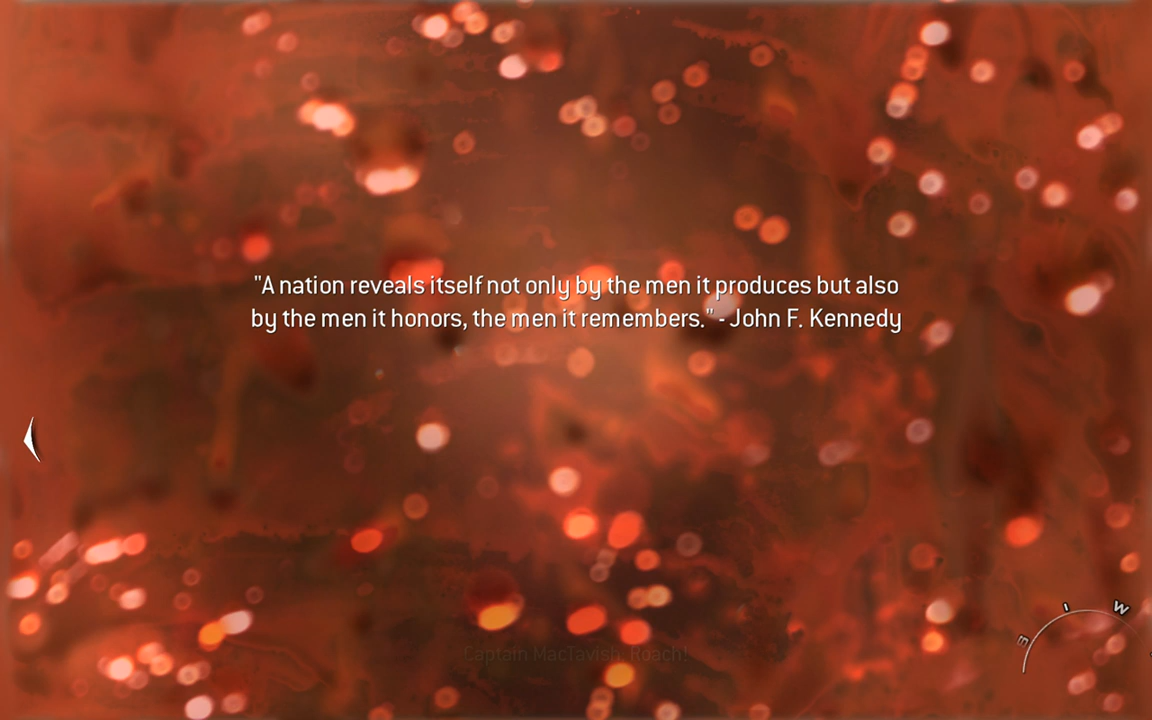 "A nation reveals itself not only by the men it produces but also
by the men it honors, the men it remembers." - John F. Kennedy
W
Captain MacTavish: Roach!